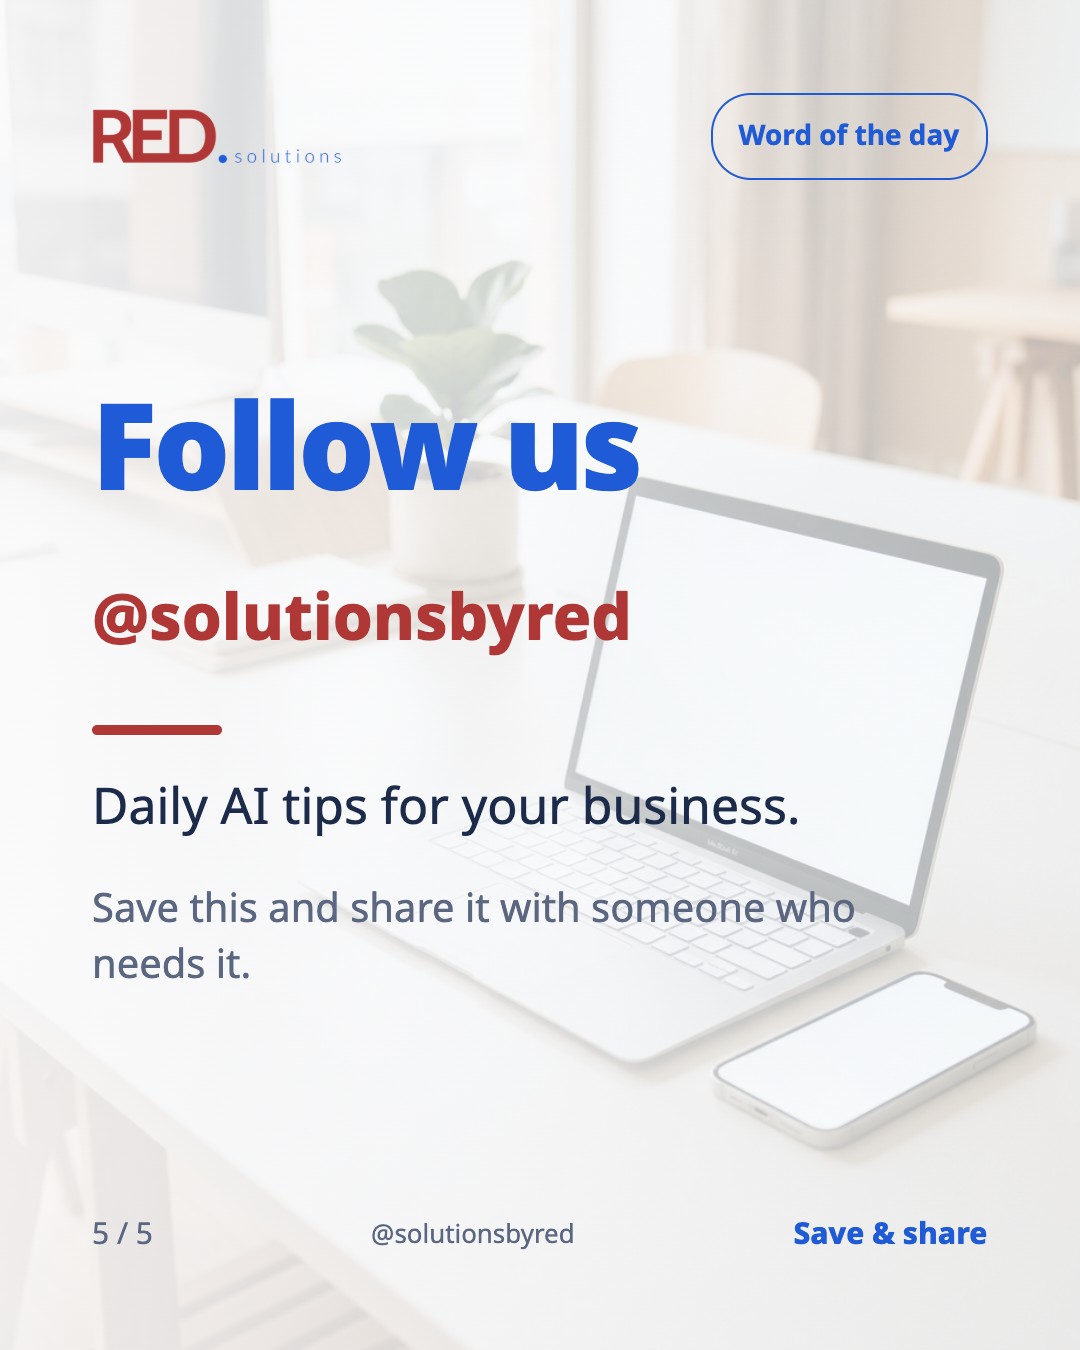 RED.solutions
Word of the day
Follow us
@solutionsbyred
Daily AI tips for your business.
Save this and share it with someone who
needs it.
5 / 5
@solutionsbyred
Save & share